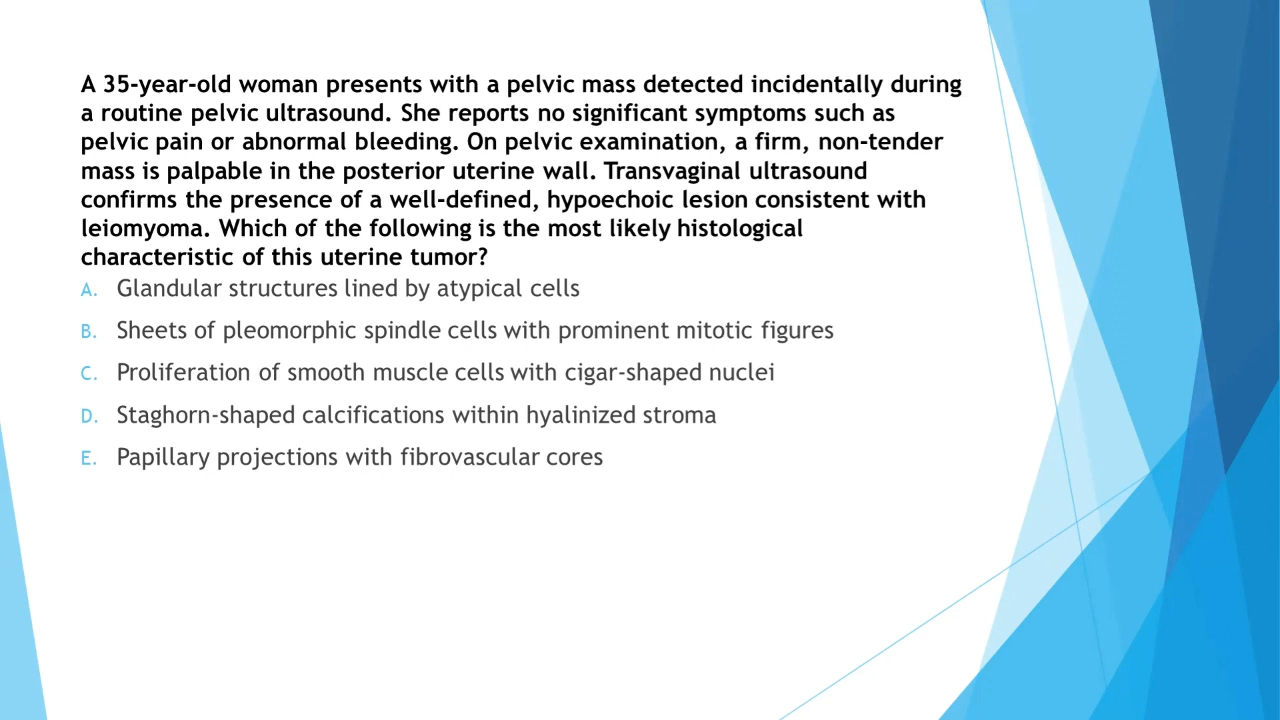 A 35-year-old woman presents with a pelvic mass detected incidentally during
a routine pelvic ultrasound. She reports no significant symptoms such as
pelvic pain or abnormal bleeding. On pelvic examination, a firm, non-tender
mass is palpable in the posterior uterine wall. Transvaginal ultrasound
confirms the presence of a well-defined, hypoechoic lesion consistent with
leiomyoma. Which of the following is the most likely histological
characteristic of this uterine tumor?
A. Glandular structures lined by atypical cells
B. Sheets of pleomorphic spindle cells with prominent mitotic figures
C. Proliferation of smooth muscle cells with cigar-shaped nuclei
D. Staghorn-shaped calcifications within hyalinized stroma
E. Papillary projections with fibrovascular cores